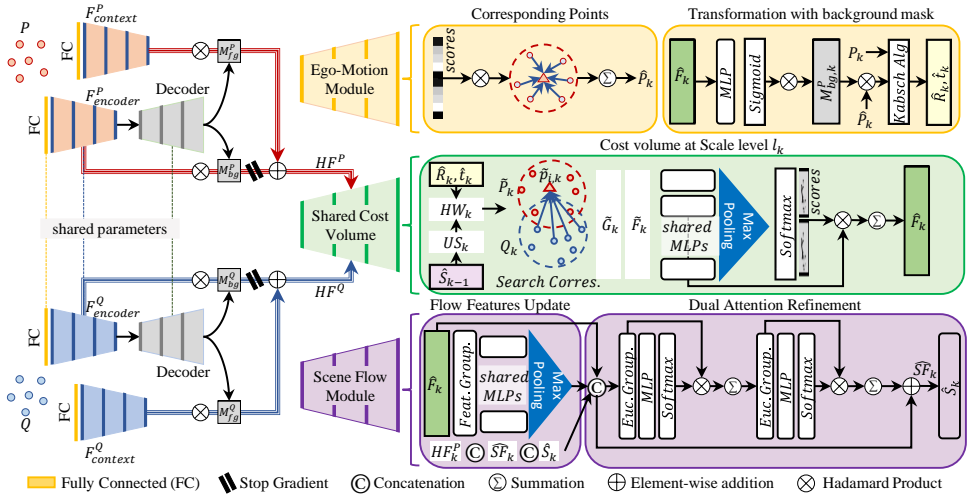 P
FC
F^P_context
M^P_fg
F^P_encoder
Decoder
FC
M^P_bg
HF^P
shared parameters
M^Q_bg
HF^Q
F^Q_encoder
FC
Decoder
Q
FC
M^Q_fg
F^Q_context
Ego-Motion
Module
Shared Cost
Volume
Scene Flow
Module
Corresponding Points
scores
P̂_k
Transformation with background mask
F̂_k
MLP
Sigmoid
M^P_bg,k
P_k
P̂_k
Kabsch Alg
R̂_k,t̂_k
Cost volume at Scale level l_k
R̂_k,t̂_k
HW_k
US_k
Ŝ_k-1
P̃_k
p̃_i,k
Q_k
Search Corres.
G̃_k
F̃_k
shared
MLPs
Max
Pooling
Softmax
scores
F̂_k
Flow Features Update
F̂_k
Feat.Group.
shared
MLPs
Max
Pooling
HF^P_k © ŜF_k © Ŝ_k
Dual Attention Refinement
©
Euc.Group.
MLP
Softmax
Euc.Group.
MLP
Softmax
ŜF_k
Ŝ_k
Fully Connected (FC)
Stop Gradient
© Concatenation
Σ Summation
⊕ Element-wise addition
⊗ Hadamard Product